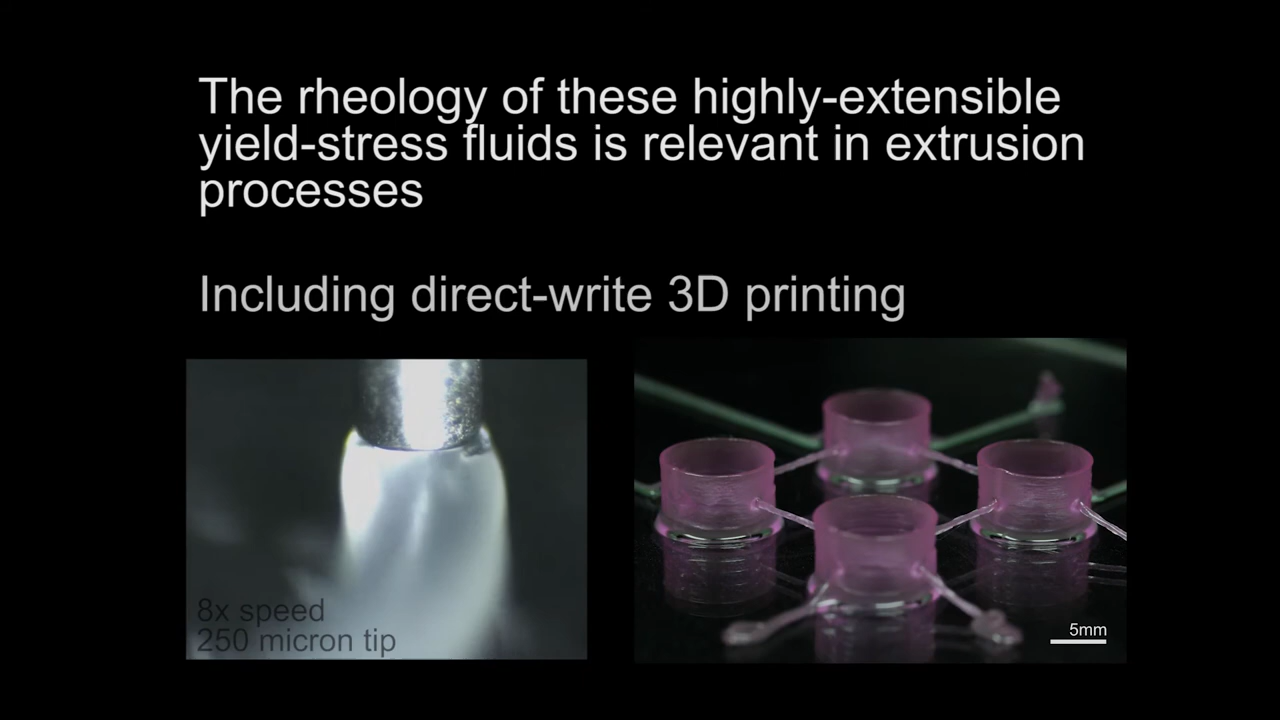 The rheology of these highly-extensible
yield-stress fluids is relevant in extrusion
processes
Including direct-write 3D printing
8x speed
250 micron tip
5mm